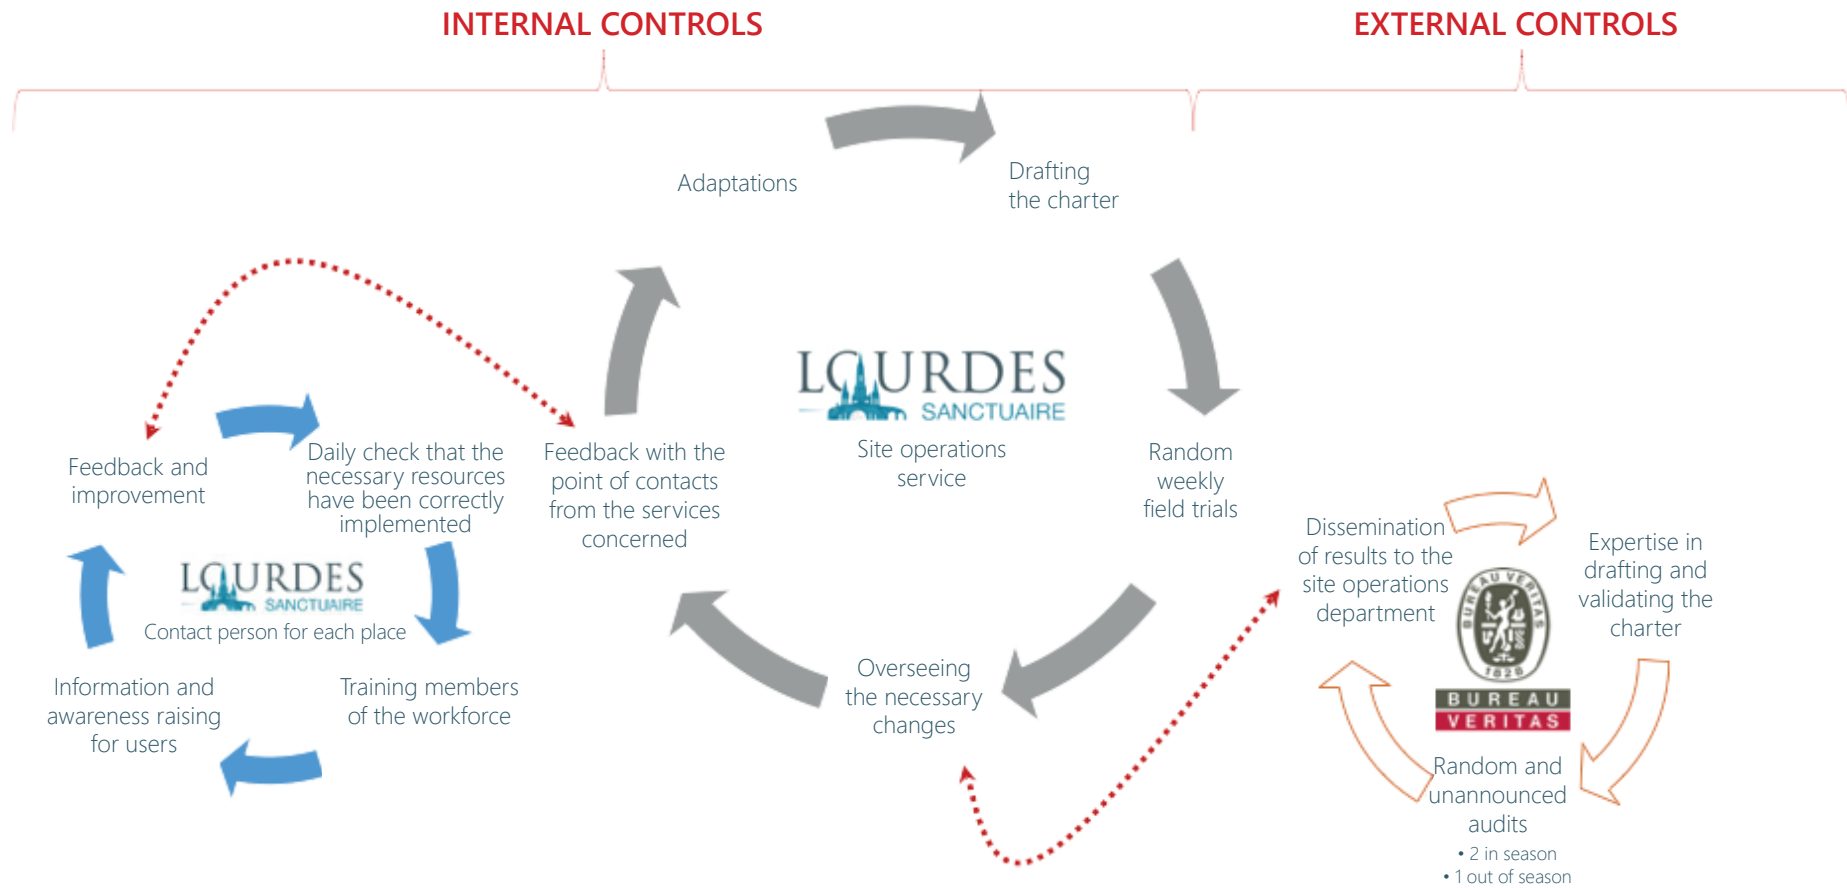 INTERNAL CONTROLS
EXTERNAL CONTROLS
Adaptations
Drafting
the charter
LOURDES
SANCTUAIRE
Site operations
service
Random
weekly
field trials
Overseeing
the necessary
changes
Feedback with the
point of contacts
from the services
concerned
Feedback and
improvement
Daily check that the
necessary resources
have been correctly
implemented
LOURDES
SANCTUAIRE
Contact person for each place
Information and
awareness raising
for users
Training members
of the workforce
Dissemination
of results to the
site operations
department
Expertise in
drafting and
validating the
charter
BUREAU VERITAS
1828
BUREAU
VERITAS
Random and
unannounced
audits
• 2 in season
• 1 out of season